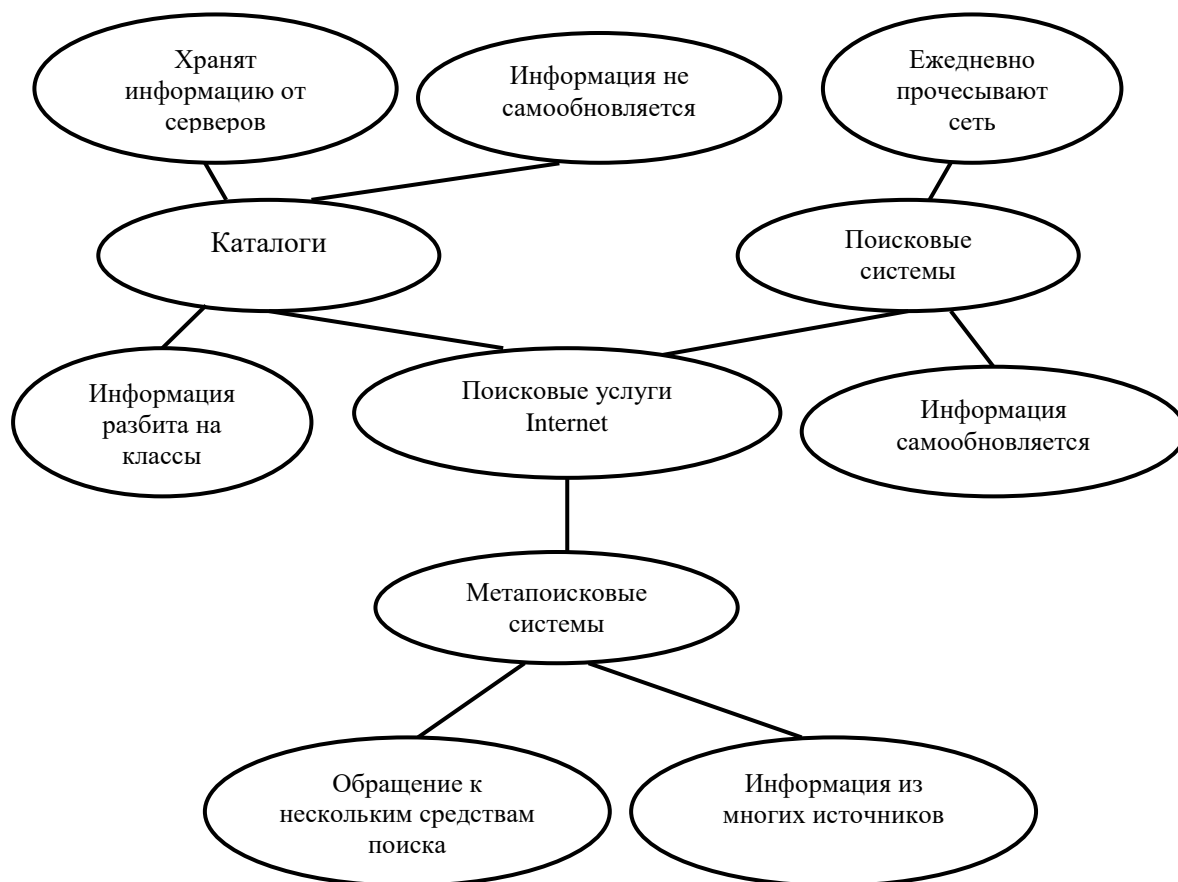 Хранят
информацию от
серверов
Информация не
самообновляется
Ежедневно
прочесывают
сеть
Каталоги
Поисковые
системы
Информация
разбита на
классы
Поисковые услуги
Internet
Информация
самообновляется
Метапоисковые
системы
Обращение к
нескольким средствам
поиска
Информация из
многих источников